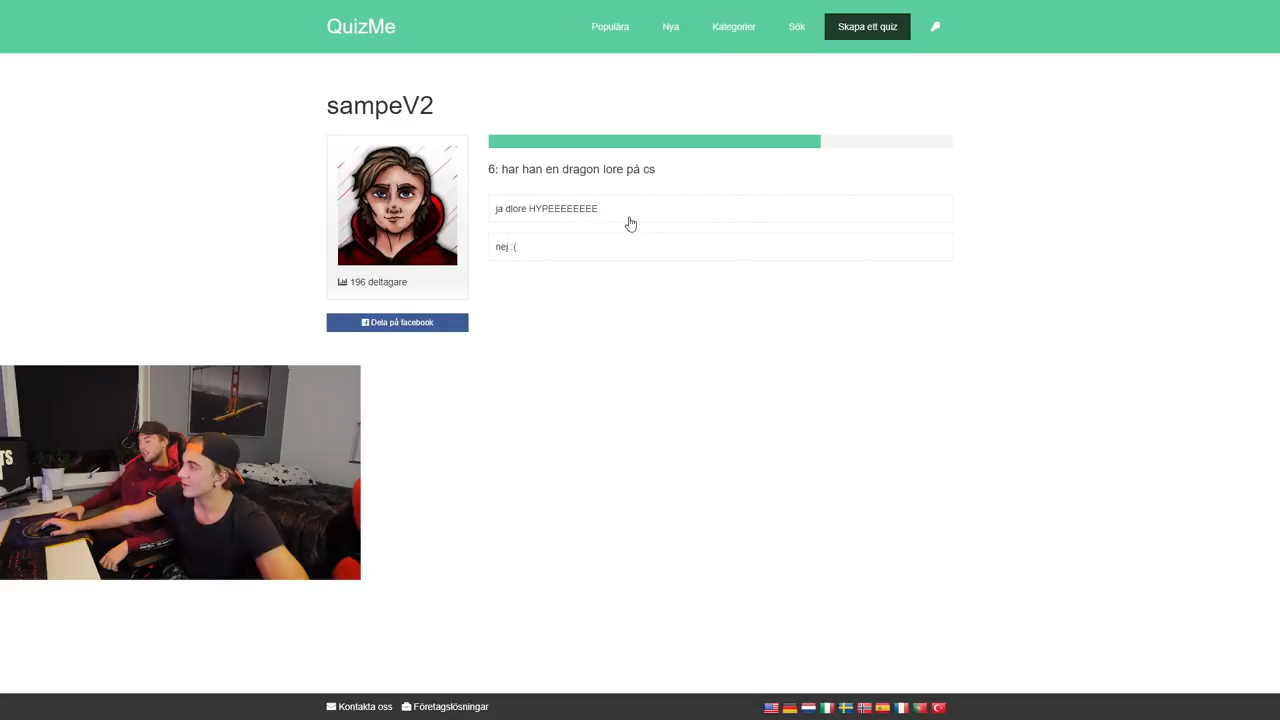 QuizMe
Populära
Nya
Kategorier
Sök
Skapa ett quiz
sampeV2
6: har han en dragon lore på cs
ja dlore HYPEEEEEEEE
nej :(
196 deltagare
Dela på facebook
Kontakta oss
Företagslösningar